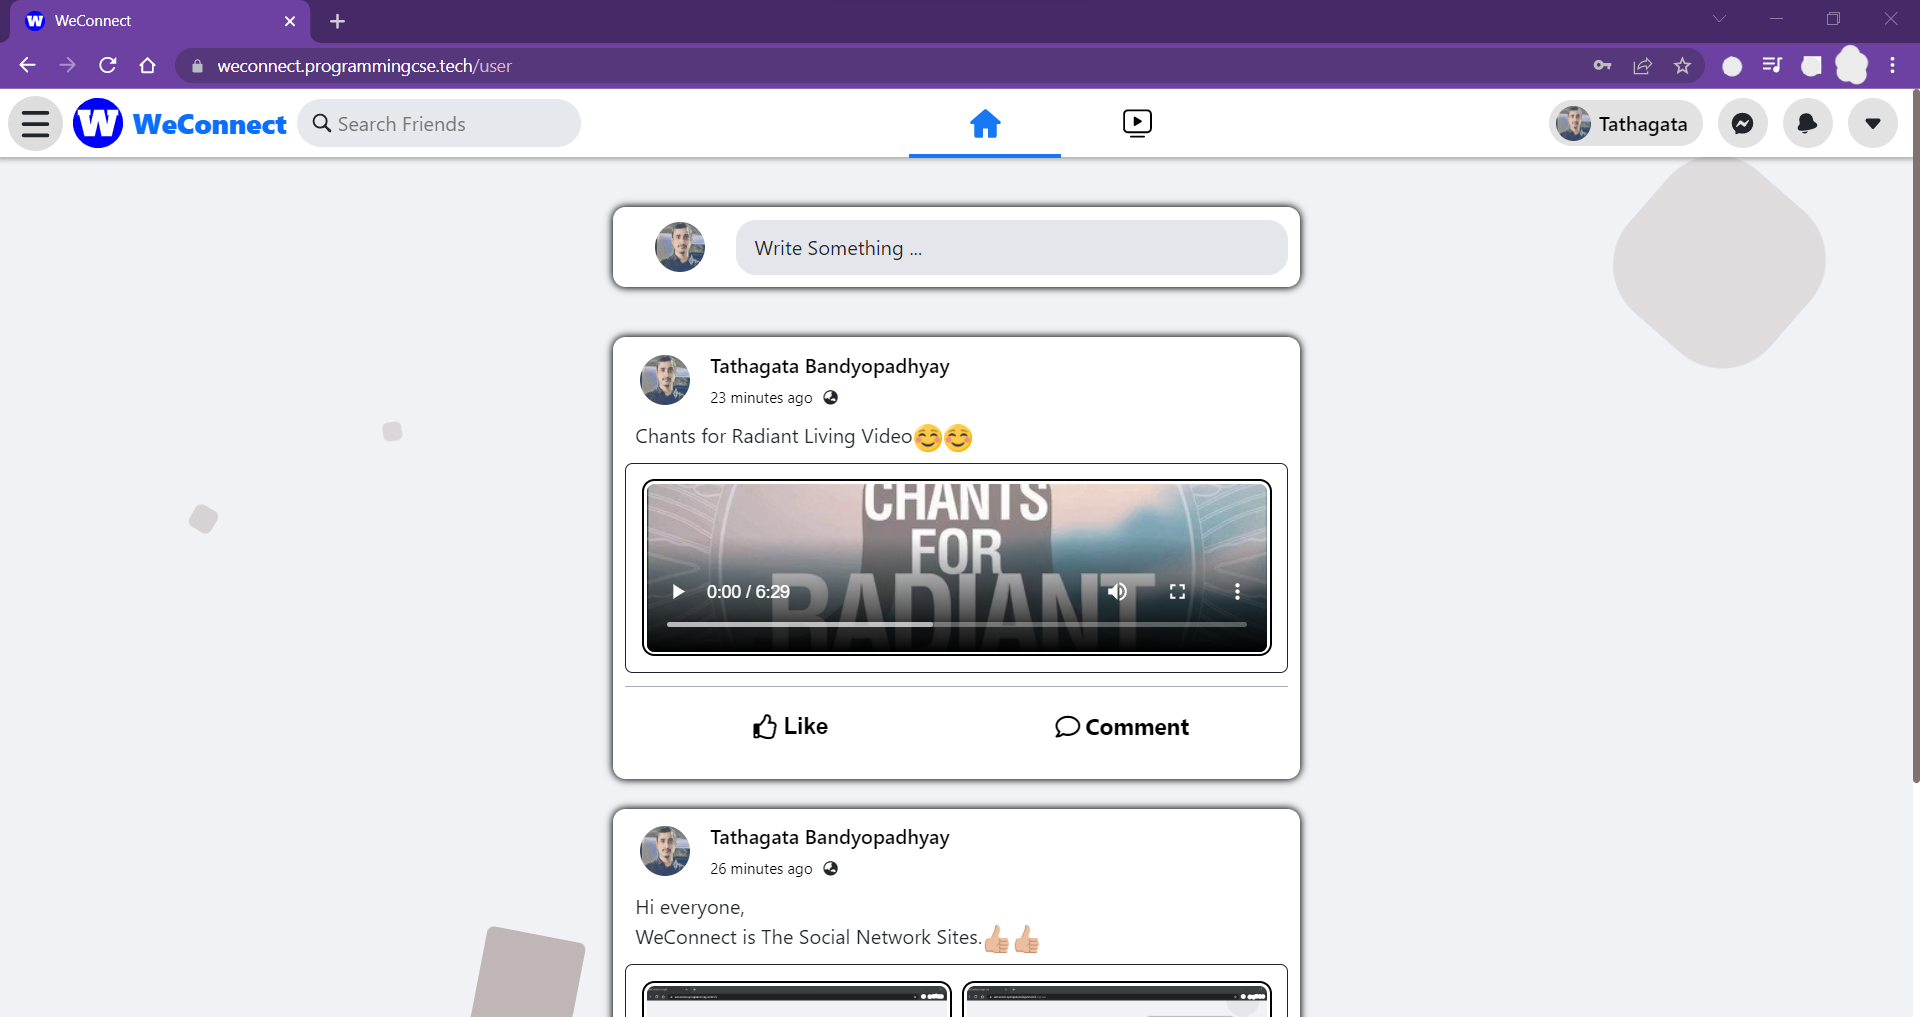 WeConnect
weconnect.programmingcse.tech/user
W WeConnect
Search Friends
Tathagata
Write Something ...
Tathagata Bandyopadhyay
23 minutes ago
Chants for Radiant Living Video😊😊
CHANTS
FOR
RADIANT
0:00 / 6:29
Like
Comment
Tathagata Bandyopadhyay
26 minutes ago
Hi everyone,
WeConnect is The Social Network Sites.👍🏼👍🏼